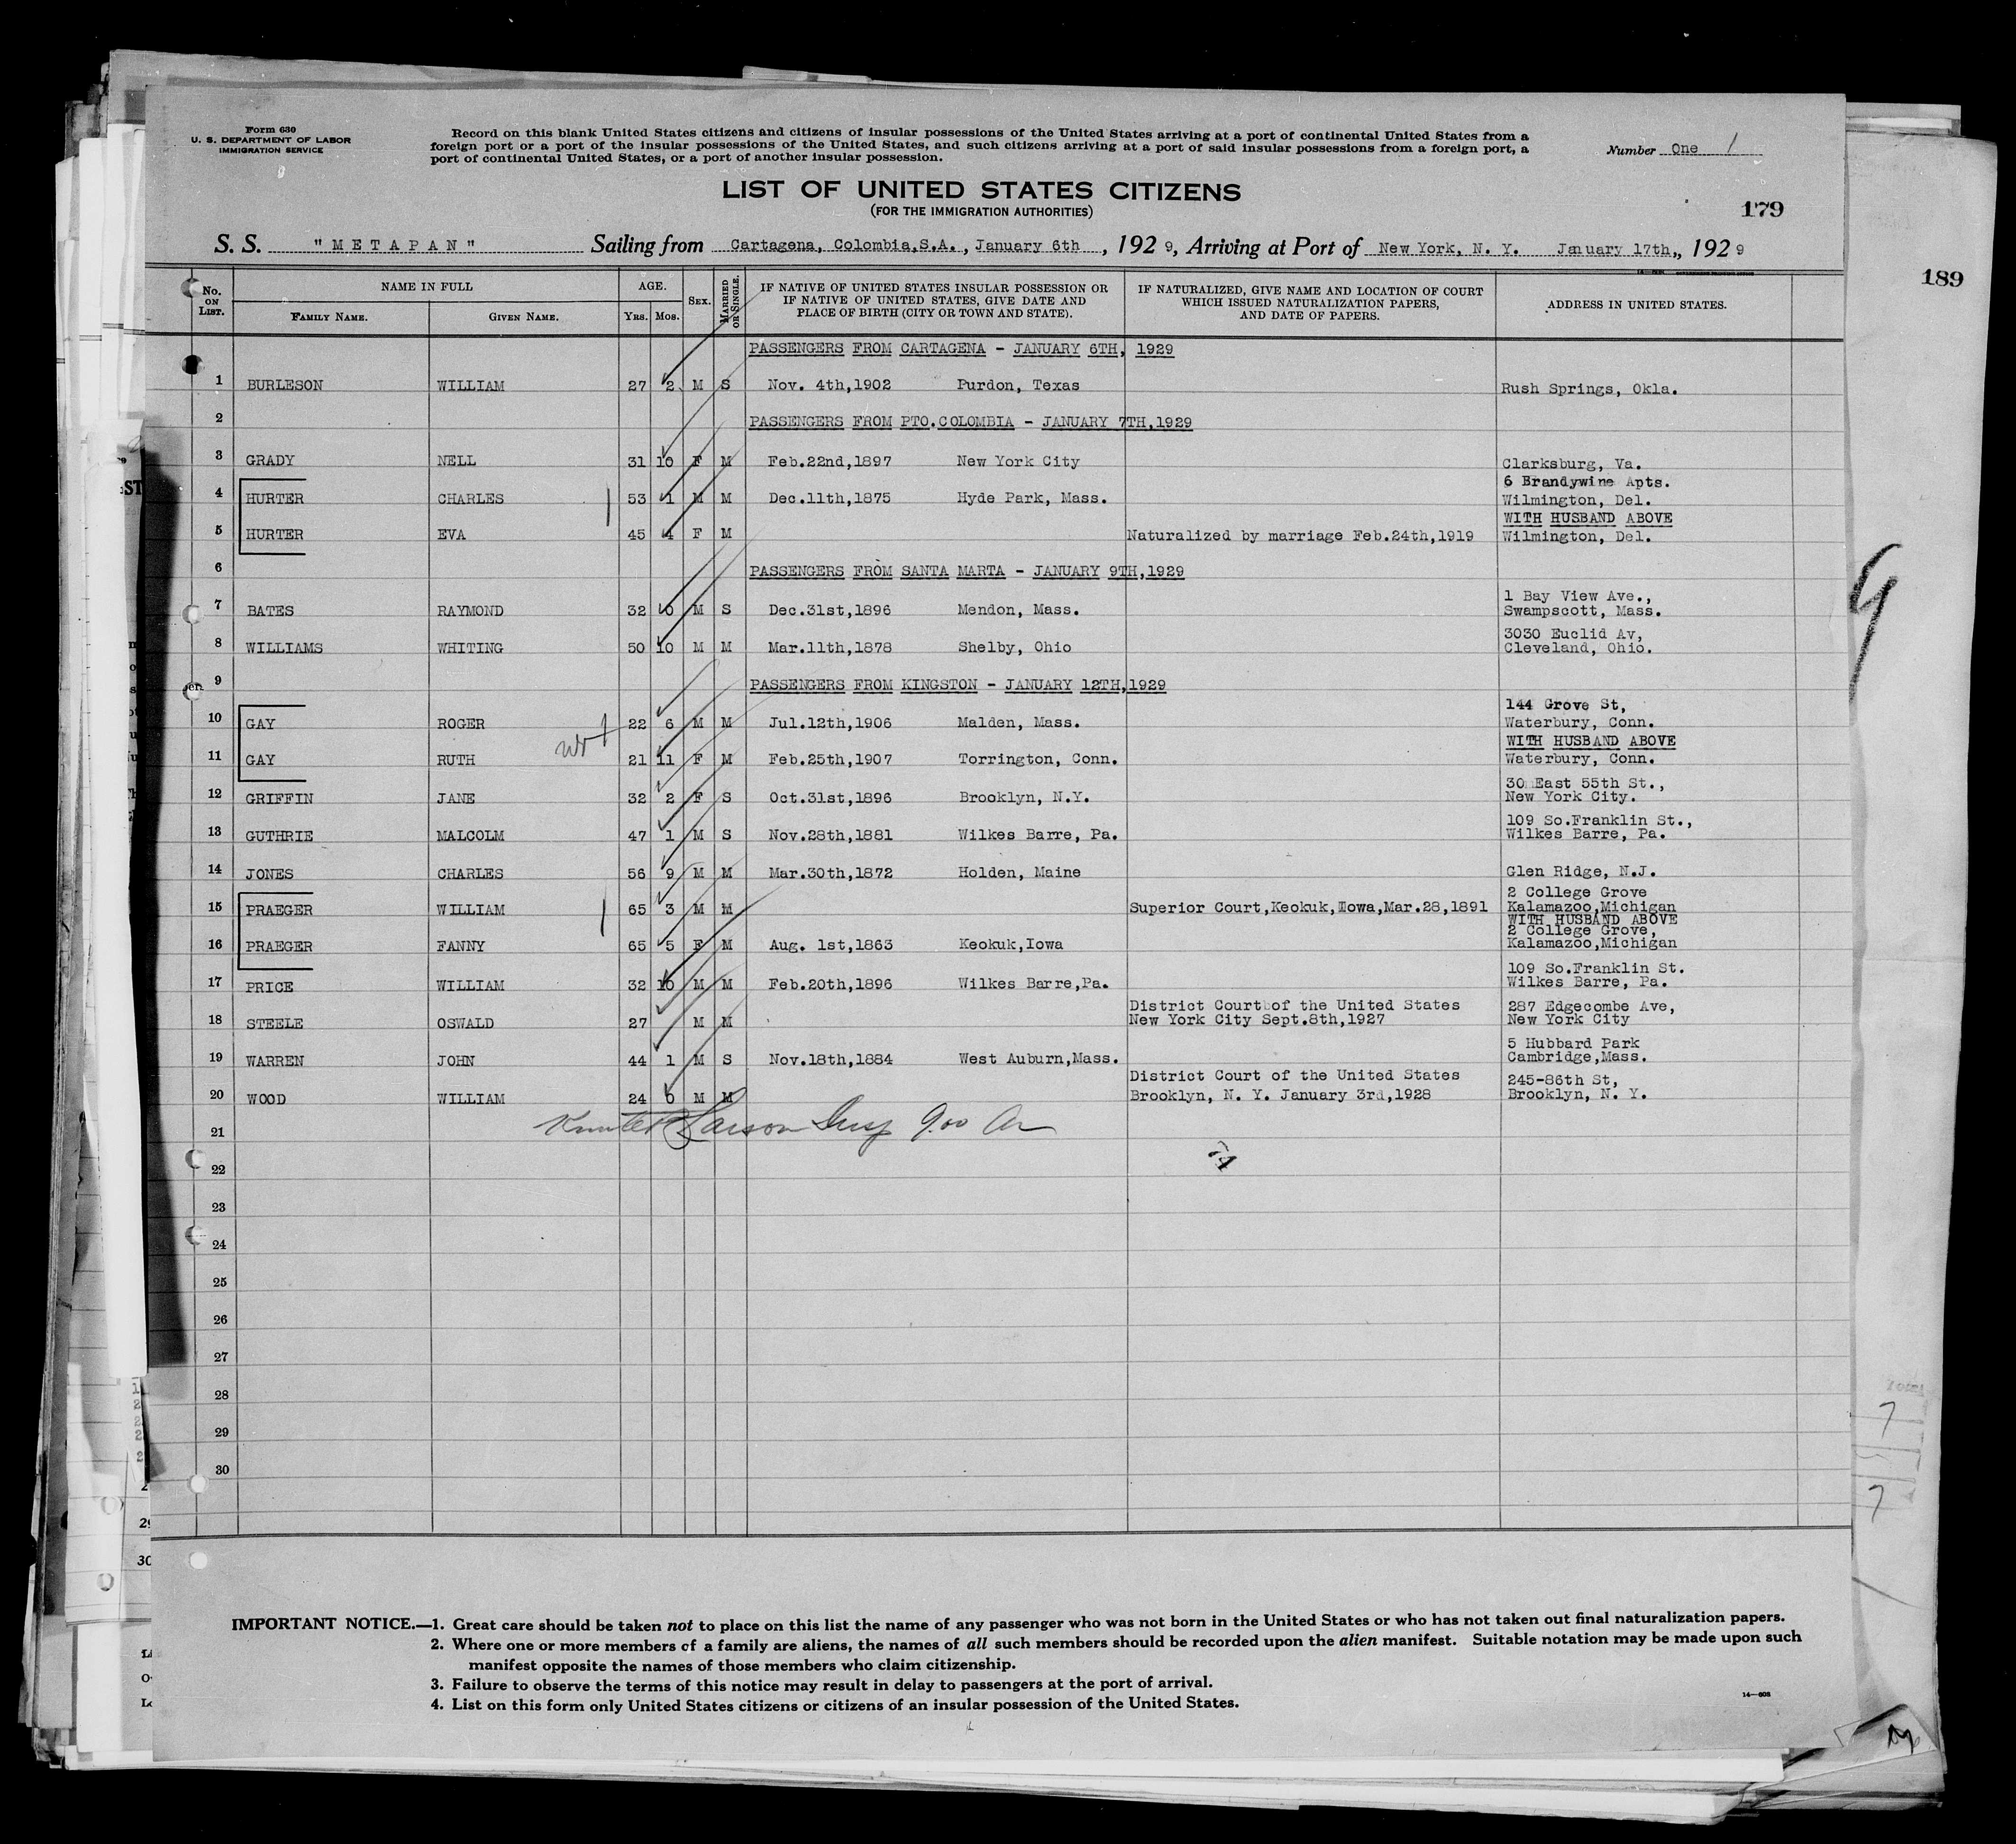 Form 630
U. S. DEPARTMENT OF LABOR
IMMIGRATION SERVICE
Record on this blank United States citizens and citizens of insular possessions of the United States arriving at a port of continental United States from a
foreign port or a port of the insular possessions of the United States, and such citizens arriving at a port of said insular possessions from a foreign port, a
port of continental United States, or a port of another insular possession.
Number One 1
LIST OF UNITED STATES CITIZENS
(FOR THE IMMIGRATION AUTHORITIES)
179
S. S. "METAPAN" Sailing from Cartagena, Colombia,S.A., January 6th, 1929, Arriving at Port of New York, N. Y. January 17th,, 1929
189
No. ON LIST. NAME IN FULL FAMILY NAME. GIVEN NAME. AGE. YRS. MOS. SEX. MARRIED OR SINGLE. IF NATIVE OF UNITED STATES INSULAR POSSESSION OR IF NATIVE OF UNITED STATES, GIVE DATE AND PLACE OF BIRTH (CITY OR TOWN AND STATE). IF NATURALIZED, GIVE NAME AND LOCATION OF COURT WHICH ISSUED NATURALIZATION PAPERS, AND DATE OF PAPERS. ADDRESS IN UNITED STATES.
PASSENGERS FROM CARTAGENA - JANUARY 6TH, 1929
1 BURLESON WILLIAM 27 2 M S Nov. 4th,1902 Purdon, Texas Rush Springs, Okla.
2 PASSENGERS FROM PTO.COLOMBIA - JANUARY 7TH,1929
3 GRADY NELL 31 10 F M Feb.22nd,1897 New York City Clarksburg, Va.
6 Brandywine Apts.
4 HURTER CHARLES 53 1 M M Dec.11th,1875 Hyde Park, Mass. Wilmington, Del.
WITH HUSBAND ABOVE
5 HURTER EVA 45 4 F M Naturalized by marriage Feb.24th,1919 Wilmington, Del.
6 PASSENGERS FROM SANTA MARTA - JANUARY 9TH,1929
1 Bay View Ave.,
7 BATES RAYMOND 32 0 M S Dec.31st,1896 Mendon, Mass. Swampscott, Mass.
3030 Euclid Av,
8 WILLIAMS WHITING 50 10 M M Mar.11th,1878 Shelby, Ohio Cleveland, Ohio.
9 PASSENGERS FROM KINGSTON - JANUARY 12TH,1929
144 Grove St,
10 GAY ROGER 22 6 M M Jul.12th,1906 Malden, Mass. Waterbury, Conn.
WITH HUSBAND ABOVE
11 GAY RUTH 21 11 F M Feb.25th,1907 Torrington, Conn. Waterbury, Conn.
30 East 55th St.,
12 GRIFFIN JANE 32 2 F S Oct.31st,1896 Brooklyn, N.Y. New York City.
109 So.Franklin St.,
13 GUTHRIE MALCOLM 47 1 M S Nov.28th,1881 Wilkes Barre, Pa. Wilkes Barre, Pa.
14 JONES CHARLES 56 9 M M Mar.30th,1872 Holden, Maine Glen Ridge, N.J.
2 College Grove
15 PRAEGER WILLIAM 65 3 M M Superior Court,Keokuk,Iowa,Mar.28,1891 Kalamazoo,Michigan
WITH HUSBAND ABOVE
2 College Grove,
16 PRAEGER FANNY 65 5 F M Aug. 1st,1863 Keokuk,Iowa Kalamazoo,Michigan
109 So.Franklin St.
17 PRICE WILLIAM 32 10 M M Feb.20th,1896 Wilkes Barre,Pa. Wilkes Barre, Pa.
District Court of the United States 287 Edgecombe Ave,
18 STEELE OSWALD 27 M M New York City Sept.8th,1927 New York City
5 Hubbard Park
19 WARREN JOHN 44 1 M S Nov.18th,1884 West Auburn,Mass. Cambridge,Mass.
District Court of the United States 245-86th St,
20 WOOD WILLIAM 24 0 M M Brooklyn, N. Y. January 3rd,1928 Brooklyn, N. Y.
Larson Insp 9.00
21
74
22
23
24
25
26
27
28
29
30
IMPORTANT NOTICE.—1. Great care should be taken not to place on this list the name of any passenger who was not born in the United States or who has not taken out final naturalization papers.
2. Where one or more members of a family are aliens, the names of all such members should be recorded upon the alien manifest. Suitable notation may be made upon such
manifest opposite the names of those members who claim citizenship.
3. Failure to observe the terms of this notice may result in delay to passengers at the port of arrival.
4. List on this form only United States citizens or citizens of an insular possession of the United States.
14—608